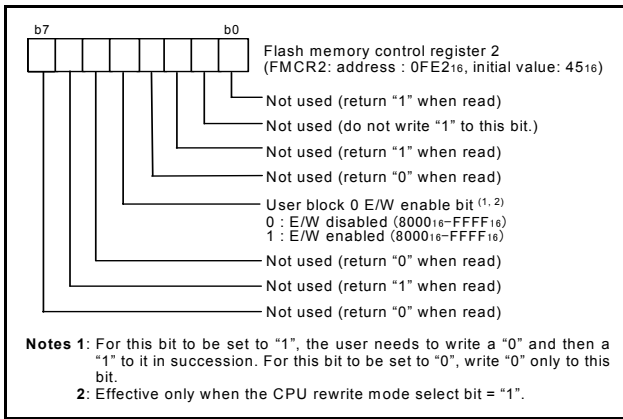 b7 b0
Flash memory control register 2
(FMCR2: address : 0FE2₁₆, initial value: 45₁₆)
Not used (return “1” when read)
Not used (do not write “1” to this bit.)
Not used (return “1” when read)
Not used (return “0” when read)
User block 0 E/W enable bit ⁽¹, ²⁾
0 : E/W disabled (8000₁₆–FFFF₁₆)
1 : E/W enabled (8000₁₆–FFFF₁₆)
Not used (return “0” when read)
Not used (return “1” when read)
Not used (return “0” when read)
Notes 1: For this bit to be set to “1”, the user needs to write a “0” and then a
“1” to it in succession. For this bit to be set to “0”, write “0” only to this
bit.
2: Effective only when the CPU rewrite mode select bit = “1”.